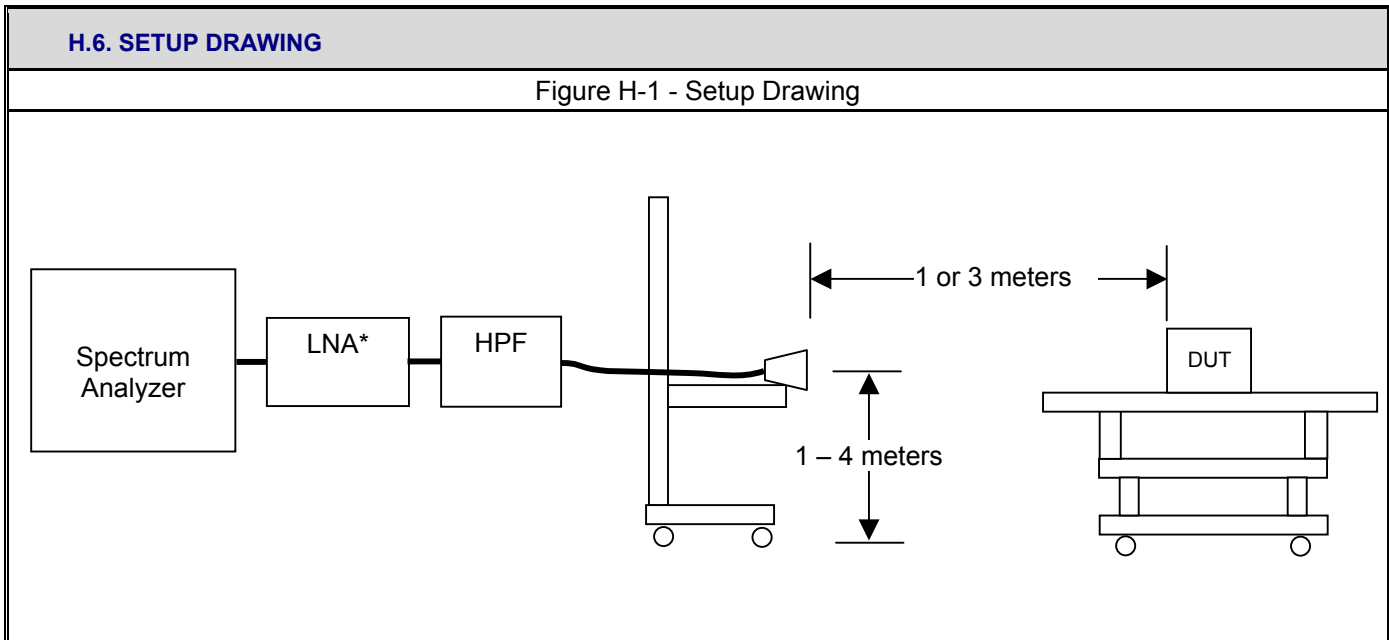 H.6. SETUP DRAWING
Figure H-1 - Setup Drawing
1 or 3 meters
Spectrum
Analyzer
LNA*
HPF
DUT
1 – 4 meters